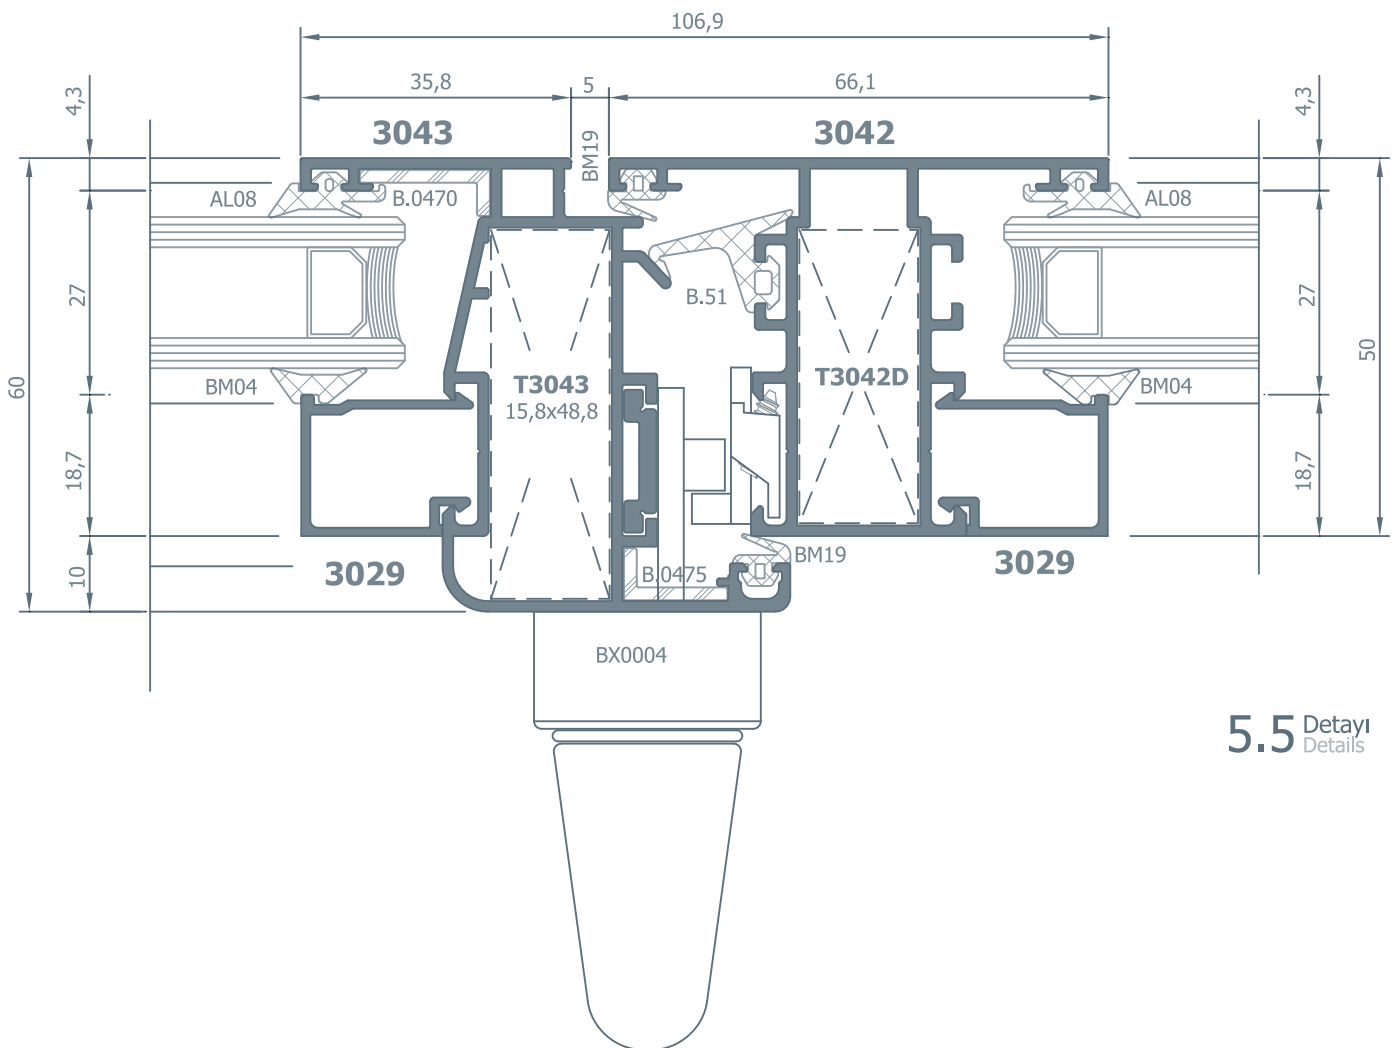 106,9
35,8
5
66,1
4,3
4,3
3043
BM19
3042
AL08
B.0470
AL08
27
B.51
27
60
50
BM04
T3043
15,8x48,8
T3042D
BM04
18,7
18,7
10
3029
B.0475
BM19
3029
BX0004
5.5 Detayı
Details